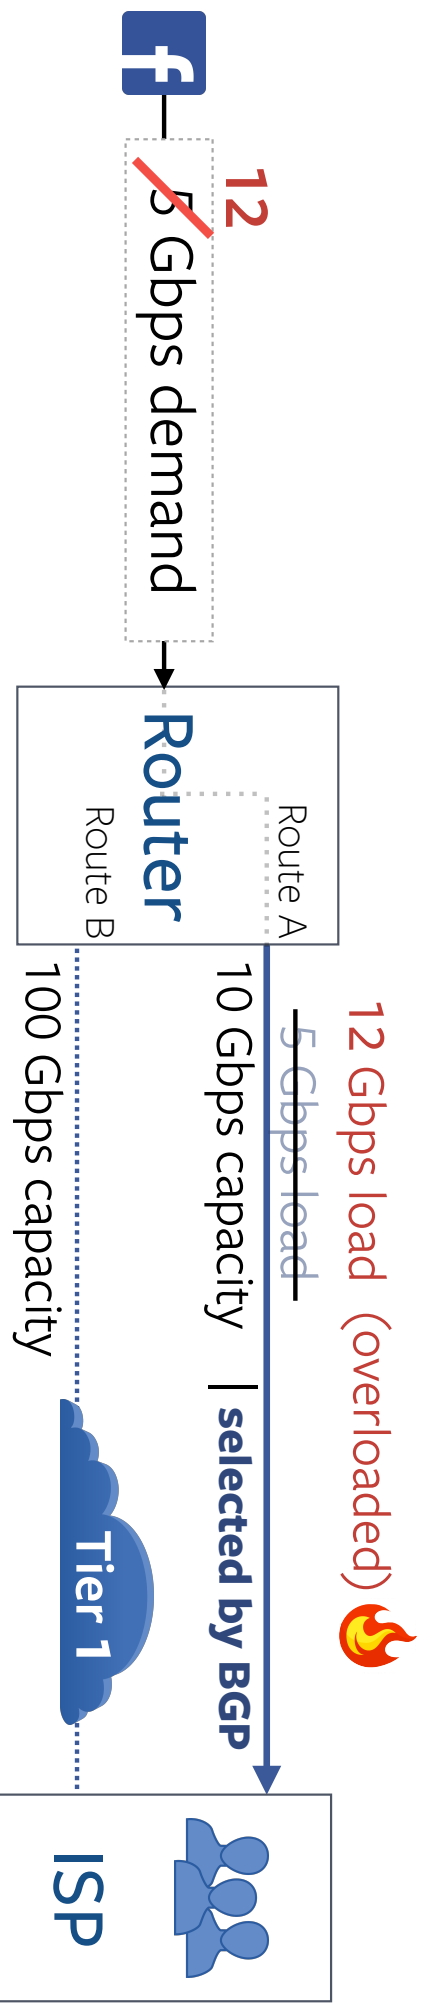 12
5 Gbps demand
Router
Route A
Route B
12 Gbps load (overloaded)
5 Gbps load
10 Gbps capacity | selected by BGP
100 Gbps capacity
Tier 1
ISP